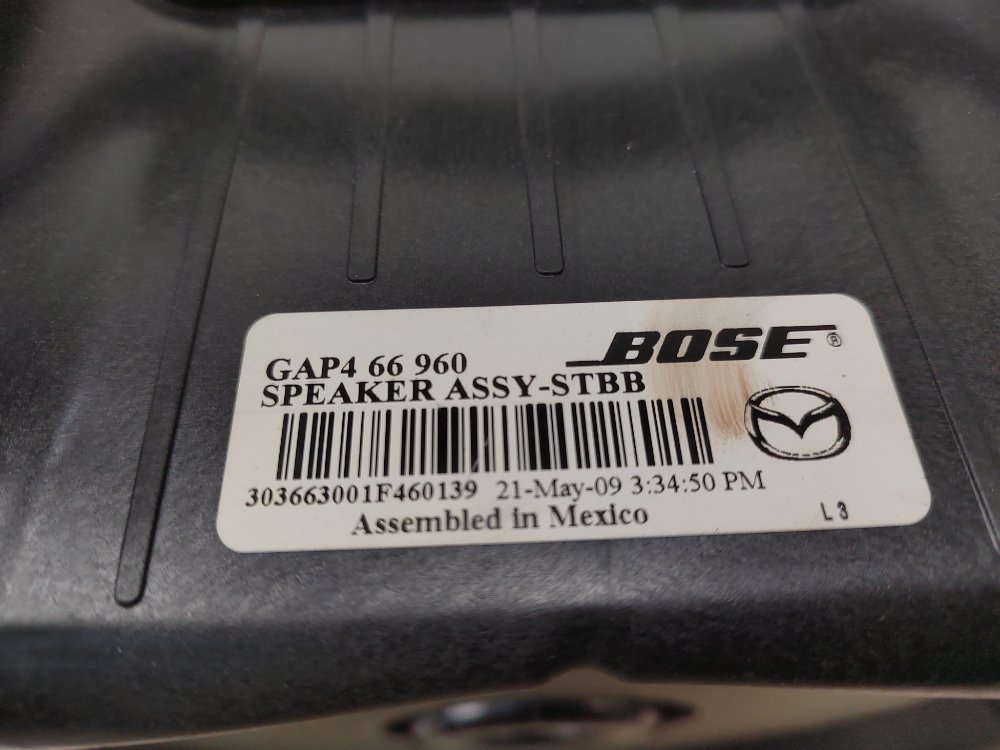 GAP4 66 960
BOSE®
SPEAKER ASSY-STBB
303663001F460139 21-May-09 3:34:50 PM
Assembled in Mexico
L3